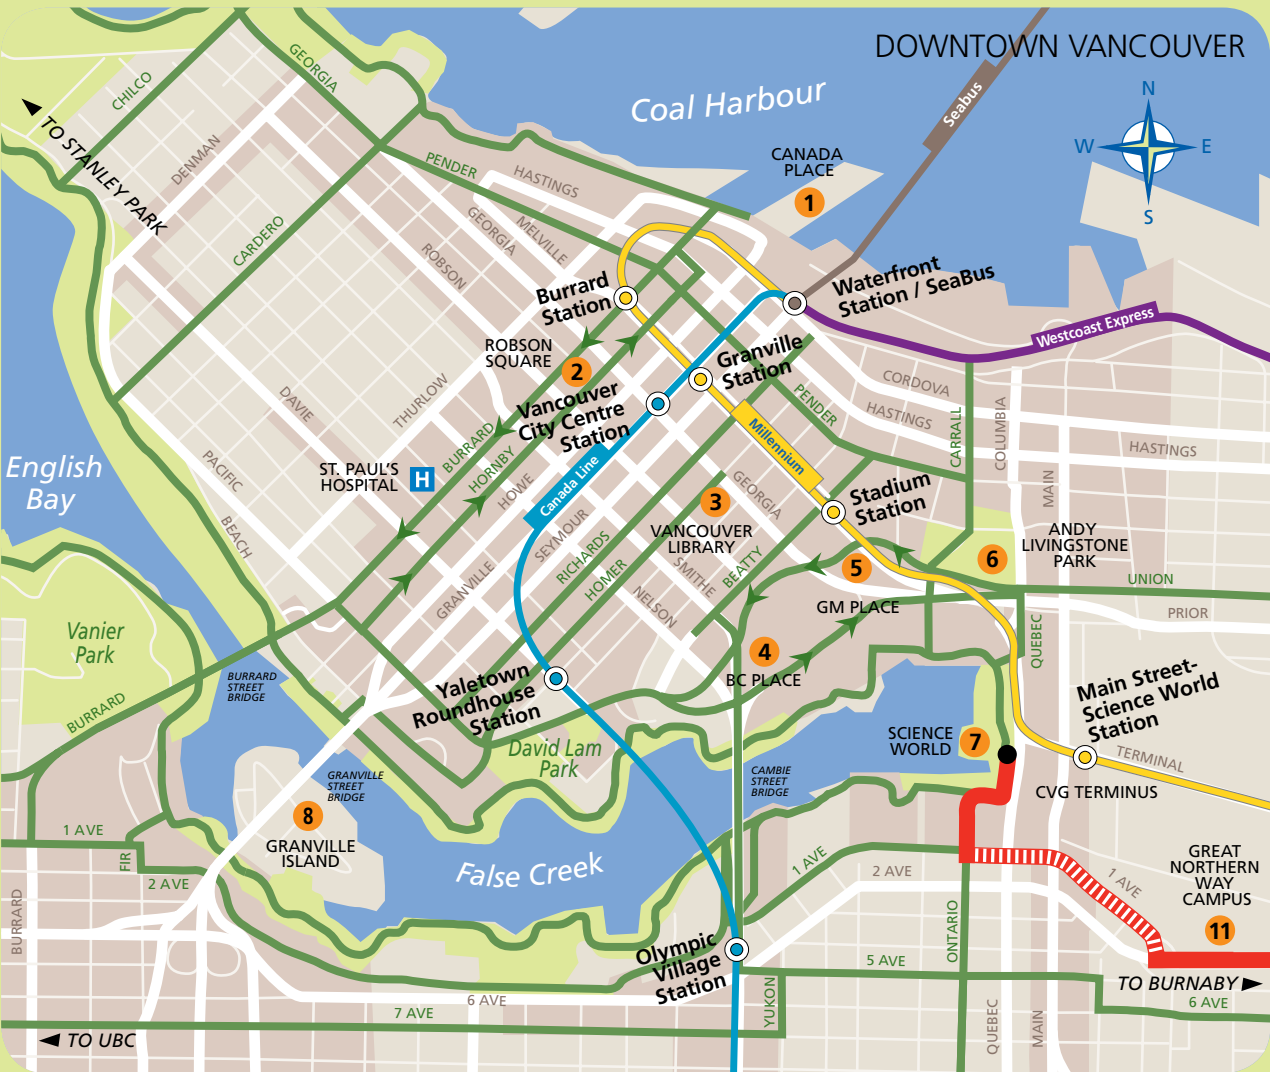 DOWNTOWN VANCOUVER
N
W
E
S
Coal Harbour
Seabus
CANADA
PLACE
1
GEORGIA
CHILCO
TO STANLEY PARK
DENMAN
PENDER
HASTINGS
MELVILLE
GEORGIA
ROBSON
CARDERO
Burrard
Station
Waterfront
Station / SeaBus
Westcoast Express
ROBSON
SQUARE
2
Granville
Station
Vancouver
City Centre
Station
CORDOVA
HASTINGS
PENDER
CARRALL
COLUMBIA
MAIN
HASTINGS
DAVIE
THURLOW
BURRARD
HORNBY
HOWE
Millennium
Canada Line
English
Bay
PACIFIC
BEACH
ST. PAUL'S
HOSPITAL
H
GEORGIA
3
VANCOUVER
LIBRARY
Stadium
Station
SEYMOUR
RICHARDS
HOMER
SMITHE
NELSON
BEATTY
GRANVILLE
5
GM PLACE
6
ANDY
LIVINGSTONE
PARK
UNION
PRIOR
QUEBEC
4
BC PLACE
Vanier
Park
BURRARD
BURRARD
STREET
BRIDGE
Yaletown
Roundhouse
Station
David Lam
Park
SCIENCE
WORLD
7
Main Street-
Science World
Station
TERMINAL
CVG TERMINUS
CAMBIE
STREET
BRIDGE
GRANVILLE
STREET
BRIDGE
8
GRANVILLE
ISLAND
False Creek
1 AVE
FIR
2 AVE
BURRARD
1 AVE
2 AVE
1 AVE
GREAT
NORTHERN
WAY
CAMPUS
11
ONTARIO
5 AVE
TO BURNABY
6 AVE
Olympic
Village
Station
YUKON
QUEBEC
MAIN
6 AVE
7 AVE
TO UBC